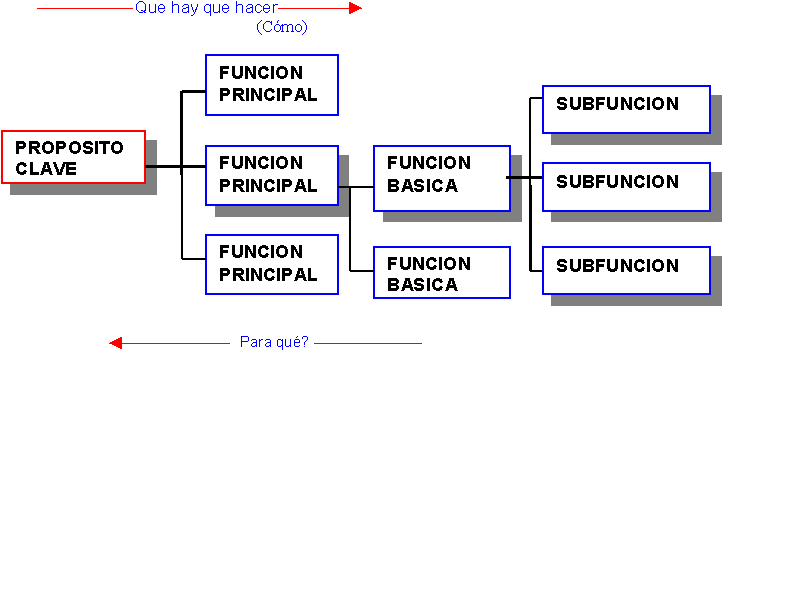 Que hay que hacer
(Cómo)
PROPOSITO
CLAVE
FUNCION
PRINCIPAL
FUNCION
PRINCIPAL
FUNCION
PRINCIPAL
FUNCION
BASICA
FUNCION
BASICA
SUBFUNCION
SUBFUNCION
SUBFUNCION
Para qué?